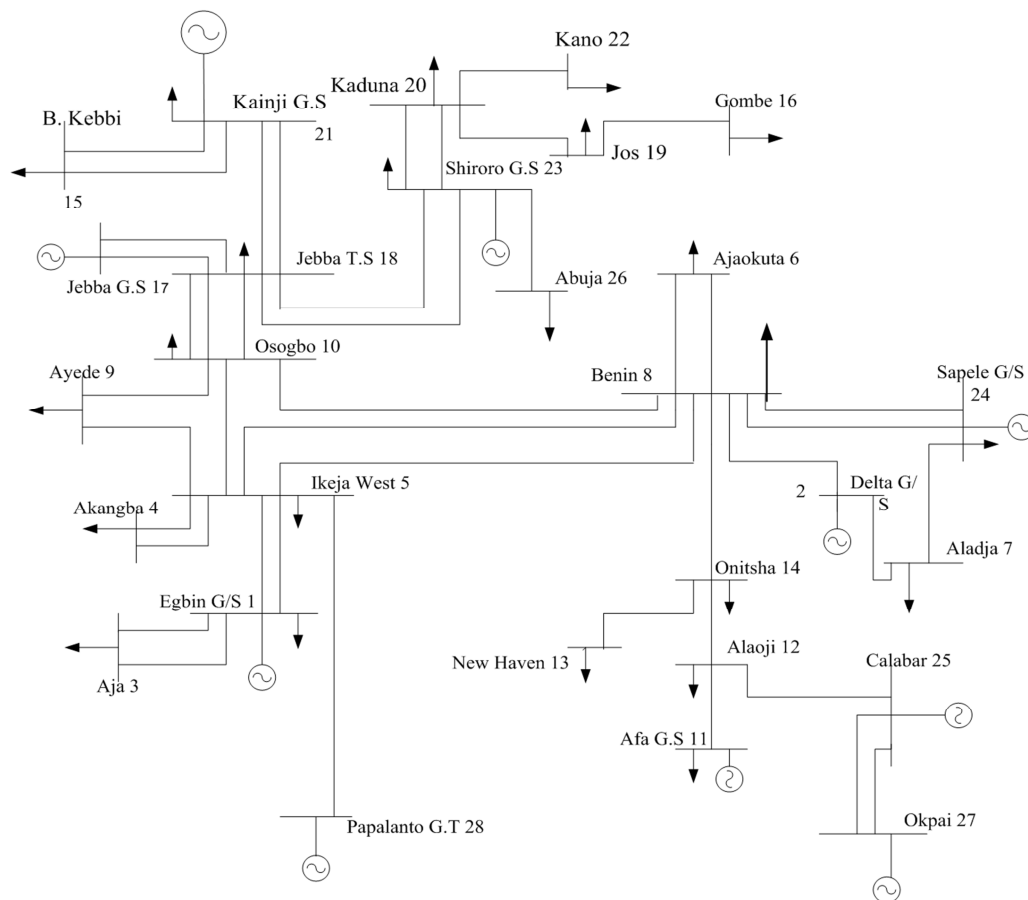 Kano 22
Kaduna 20
Gombe 16
Kainji G.S
21
B. Kebbi
15
Jos 19
Shiroro G.S 23
Jebba T.S 18
Jebba G.S 17
Abuja 26
Ajaokuta 6
Osogbo 10
Ayede 9
Benin 8
Sapele G/S
24
Ikeja West 5
Akangba 4
2
Delta G/
S
Aladja 7
Onitsha 14
Egbin G/S 1
Aja 3
New Haven 13
Alaoji 12
Calabar 25
Afa G.S 11
Papalanto G.T 28
Okpai 27